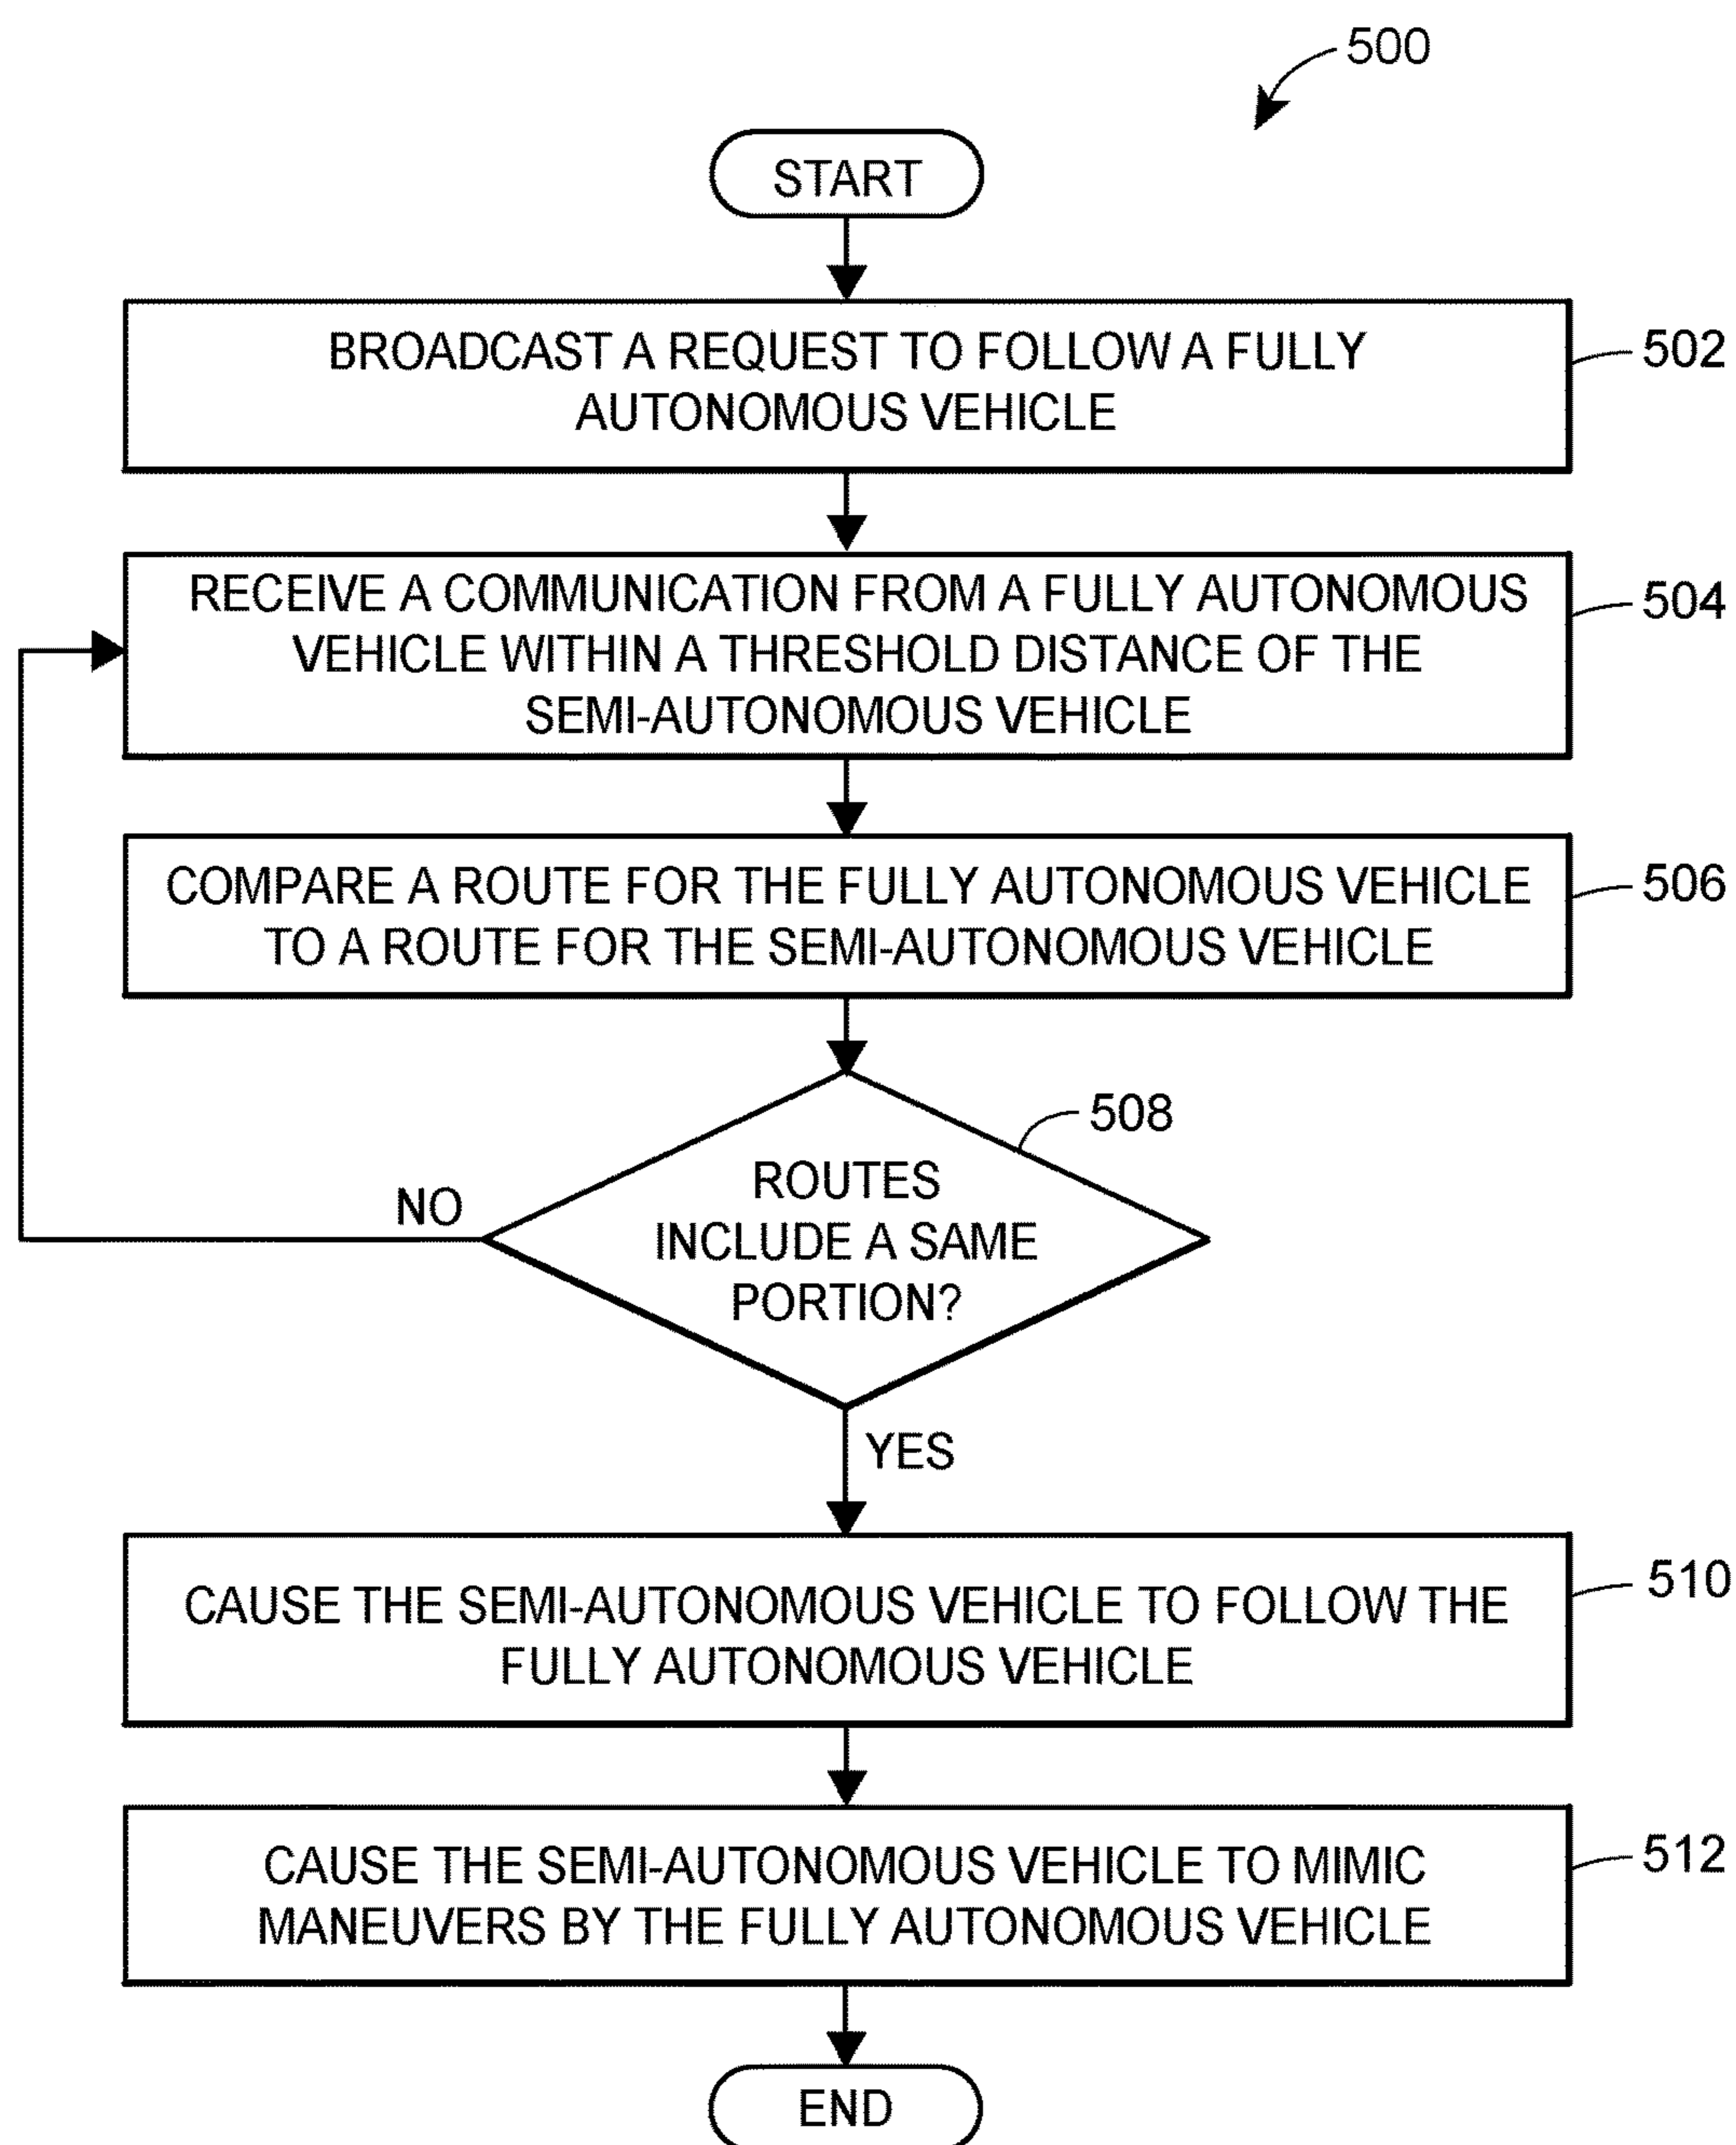 500
START
BROADCAST A REQUEST TO FOLLOW A FULLY
AUTONOMOUS VEHICLE
502
RECEIVE A COMMUNICATION FROM A FULLY AUTONOMOUS
VEHICLE WITHIN A THRESHOLD DISTANCE OF THE
SEMI-AUTONOMOUS VEHICLE
504
COMPARE A ROUTE FOR THE FULLY AUTONOMOUS VEHICLE
TO A ROUTE FOR THE SEMI-AUTONOMOUS VEHICLE
506
508
ROUTES
INCLUDE A SAME
PORTION?
NO
YES
CAUSE THE SEMI-AUTONOMOUS VEHICLE TO FOLLOW THE
FULLY AUTONOMOUS VEHICLE
510
CAUSE THE SEMI-AUTONOMOUS VEHICLE TO MIMIC
MANEUVERS BY THE FULLY AUTONOMOUS VEHICLE
512
END